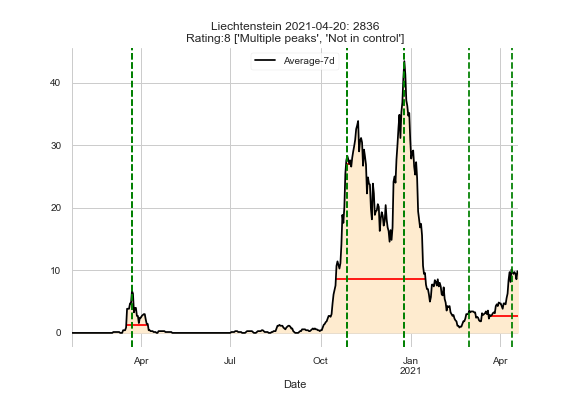 Liechtenstein 2021-04-20: 2836
Rating:8 ['Multiple peaks', 'Not in control']
Average-7d
40
30
20
10
0
Apr
Jul
Oct
Jan
2021
Apr
Date